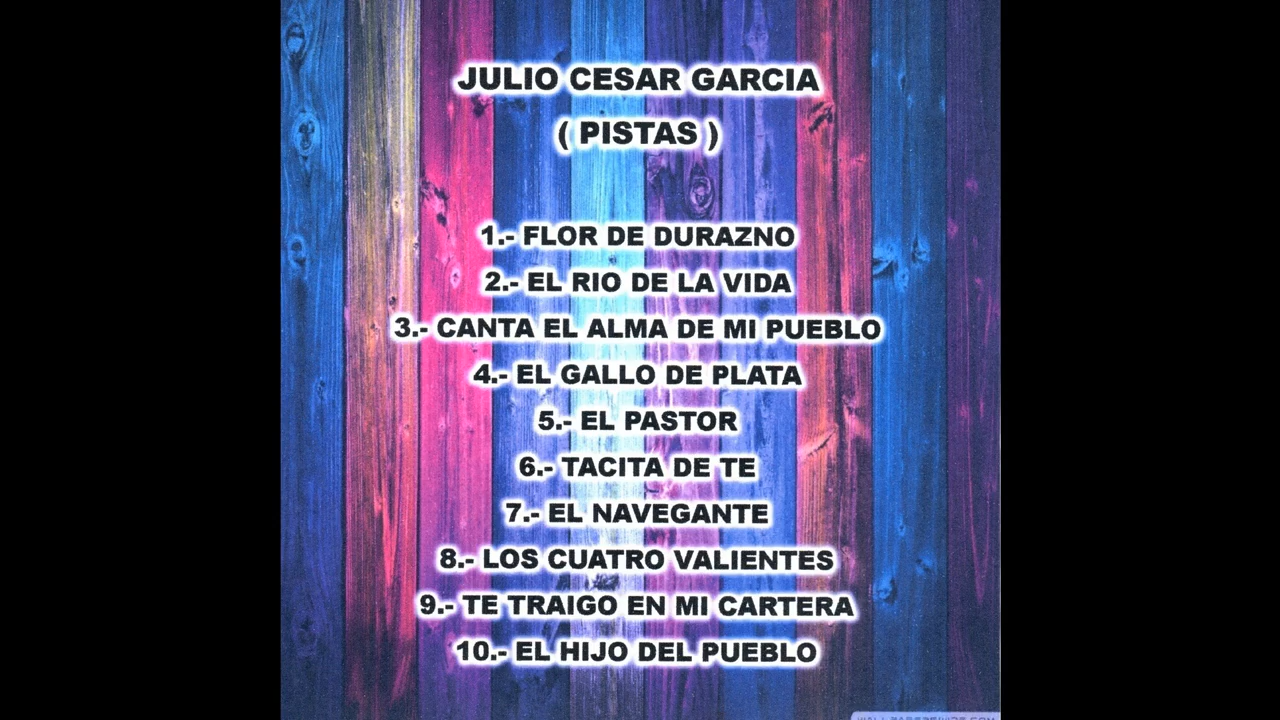 JULIO CESAR GARCIA
( PISTAS )
1.- FLOR DE DURAZNO
2.- EL RIO DE LA VIDA
3.- CANTA EL ALMA DE MI PUEBLO
4.- EL GALLO DE PLATA
5.- EL PASTOR
6.- TACITA DE TE
7.- EL NAVEGANTE
8.- LOS CUATRO VALIENTES
9.- TE TRAIGO EN MI CARTERA
10.- EL HIJO DEL PUEBLO